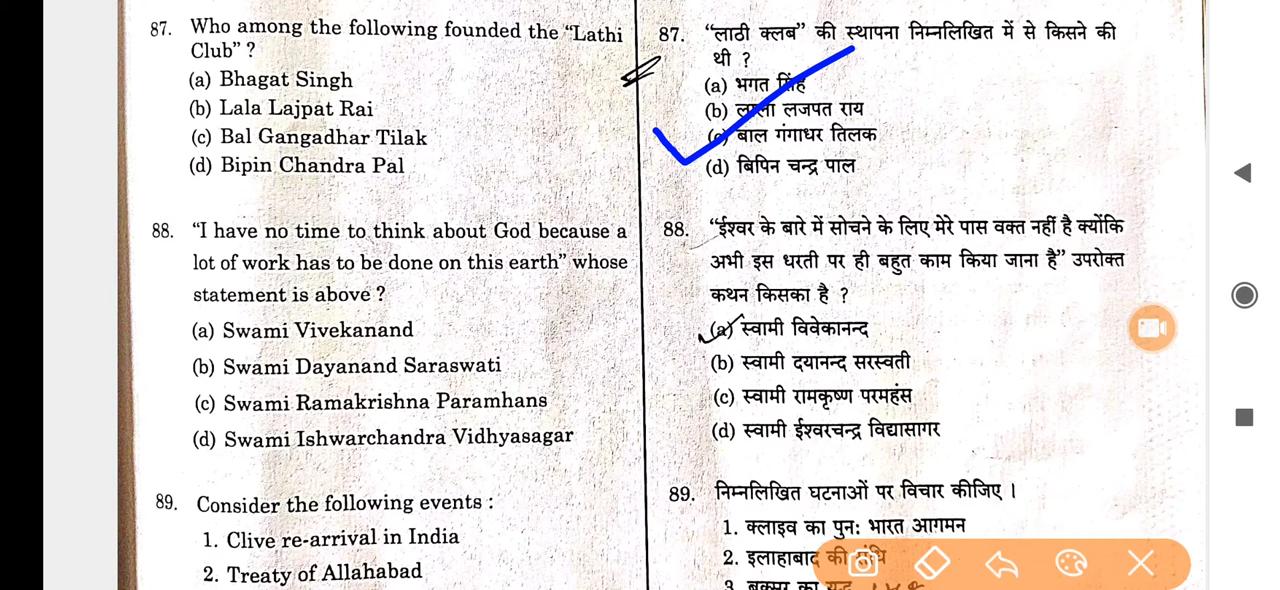 87. Who among the following founded the “Lathi
Club” ?
(a) Bhagat Singh
(b) Lala Lajpat Rai
(c) Bal Gangadhar Tilak
(d) Bipin Chandra Pal
88. “I have no time to think about God because a
lot of work has to be done on this earth” whose
statement is above ?
(a) Swami Vivekanand
(b) Swami Dayanand Saraswati
(c) Swami Ramakrishna Paramhans
(d) Swami Ishwarchandra Vidhyasagar
89. Consider the following events :
1. Clive re-arrival in India
2. Treaty of Allahabad
87. “लाठी क्लब” की स्थापना निम्नलिखित में से किसने की
थी ?
(a) भगत सिंह
(b) लाला लजपत राय
(c) बाल गंगाधर तिलक
(d) बिपिन चन्द्र पाल
88. “ईश्वर के बारे में सोचने के लिए मेरे पास वक्त नहीं है क्योंकि
अभी इस धरती पर ही बहुत काम किया जाना है” उपरोक्त
कथन किसका है ?
(a) स्वामी विवेकानन्द
(b) स्वामी दयानन्द सरस्वती
(c) स्वामी रामकृष्ण परमहंस
(d) स्वामी ईश्वरचन्द्र विद्यासागर
89. निम्नलिखित घटनाओं पर विचार कीजिए ।
1. क्लाइव का पुनः भारत आगमन
2. इलाहाबाद की संधि
3. बक्सर का युद्ध